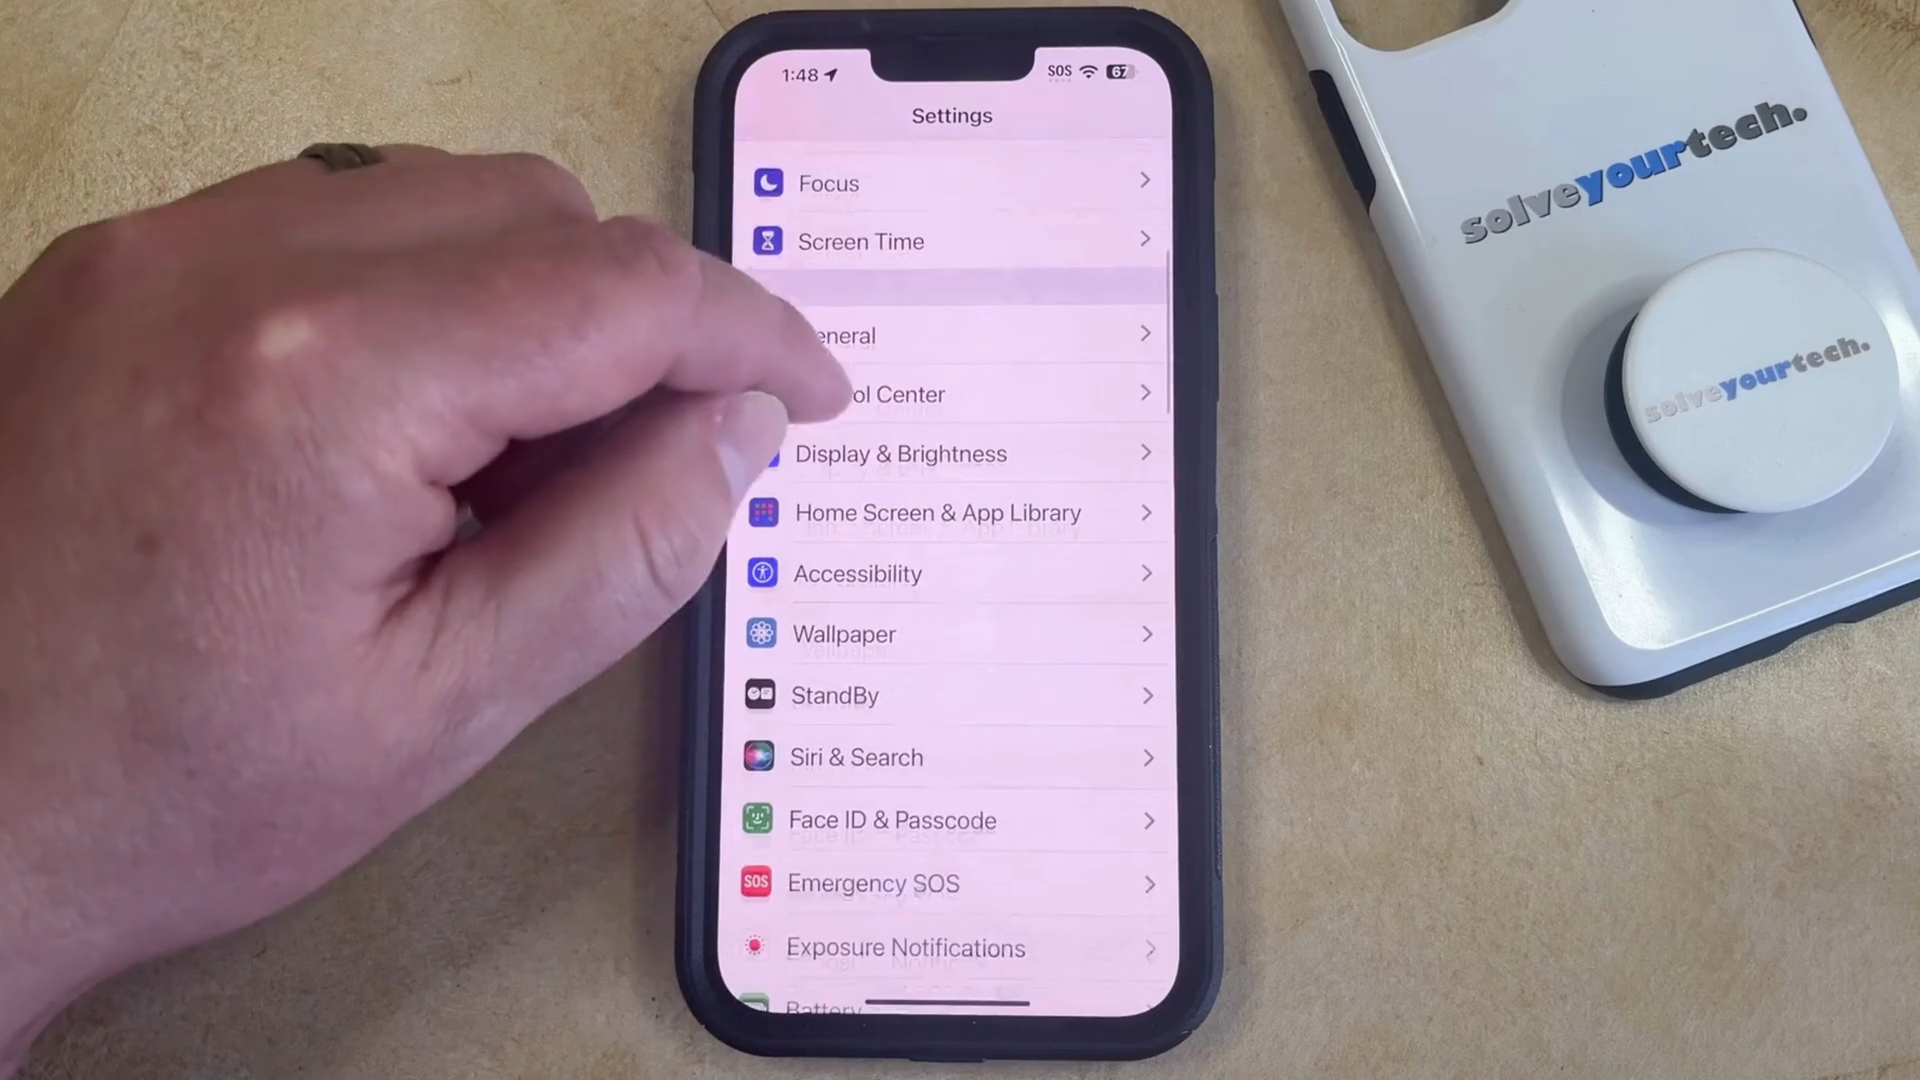 1:48
SOS
67
Settings
Focus
Screen Time
eneral
ol Center
Display & Brightness
Home Screen & App Library
Accessibility
Wallpaper
StandBy
Siri & Search
Face ID & Passcode
SOS
Emergency SOS
Exposure Notifications
Battery
solveyourtech.
solveyourtech.